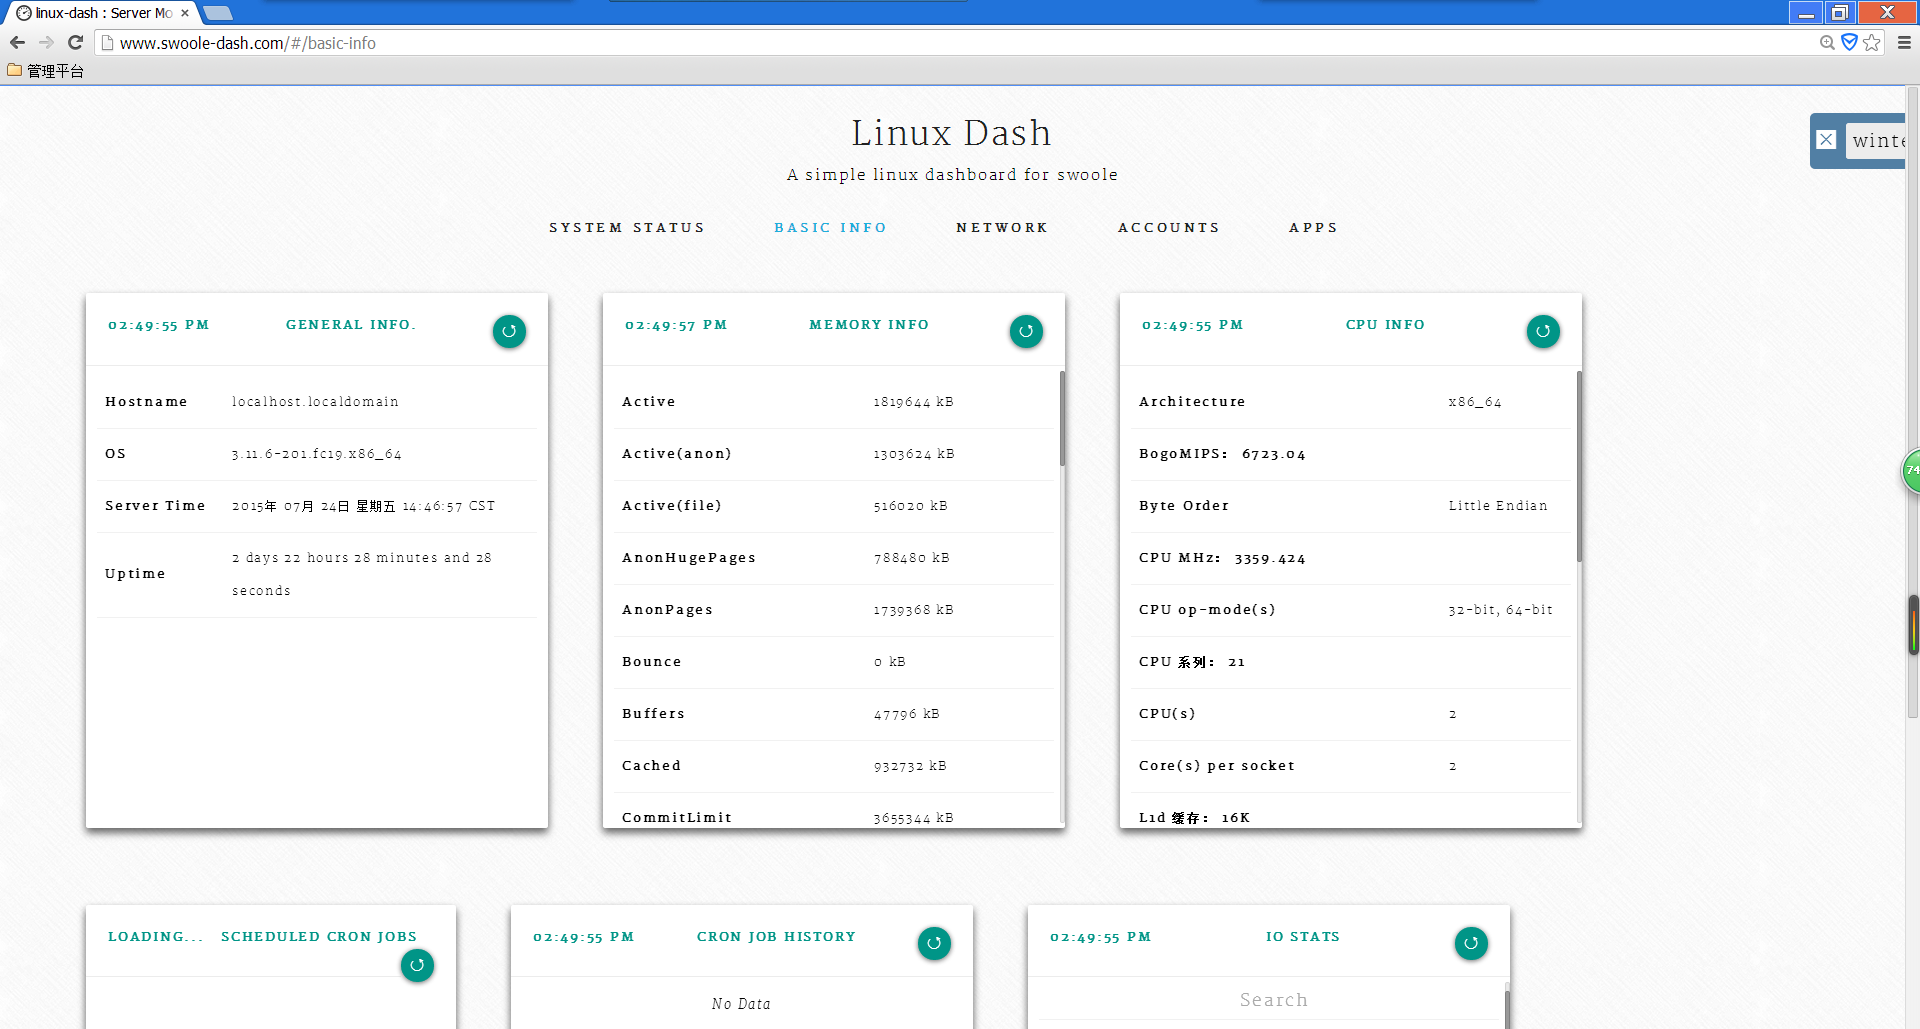 linux-dash : Server Mo
www.swoole-dash.com/#/basic-info
管理平台
Linux Dash
A simple linux dashboard for swoole
winte
SYSTEM STATUS BASIC INFO NETWORK ACCOUNTS APPS
02:49:55 PM GENERAL INFO.
Hostname localhost.localdomain
OS 3.11.6-201.fc19.x86_64
Server Time 2015年 07月 24日 星期五 14:46:57 CST
Uptime 2 days 22 hours 28 minutes and 28
seconds
02:49:57 PM MEMORY INFO
Active 1819644 kB
Active(anon) 1303624 kB
Active(file) 516020 kB
AnonHugePages 788480 kB
AnonPages 1739368 kB
Bounce 0 kB
Buffers 47796 kB
Cached 932732 kB
CommitLimit 3655344 kB
02:49:55 PM CPU INFO
Architecture x86_64
BogoMIPS: 6723.04
Byte Order Little Endian
CPU MHz: 3359.424
CPU op-mode(s) 32-bit, 64-bit
CPU 系列: 21
CPU(s) 2
Core(s) per socket 2
L1d 缓存: 16K
74
LOADING... SCHEDULED CRON JOBS
02:49:55 PM CRON JOB HISTORY
No Data
02:49:55 PM IO STATS
Search